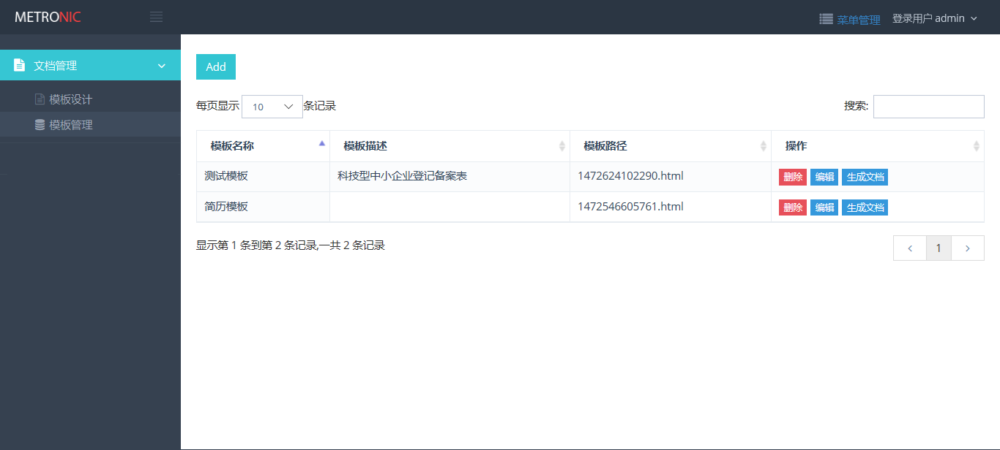 METRONIC
菜单管理 登录用户 admin
文档管理
模板设计
模板管理
Add
每页显示 10 条记录
搜索:
模板名称 模板描述 模板路径 操作
测试模板 科技型中小企业登记备案表 1472624102290.html 删除 编辑 生成文档
简历模板 1472546605761.html 删除 编辑 生成文档
显示第 1 条到第 2 条记录,一共 2 条记录
1